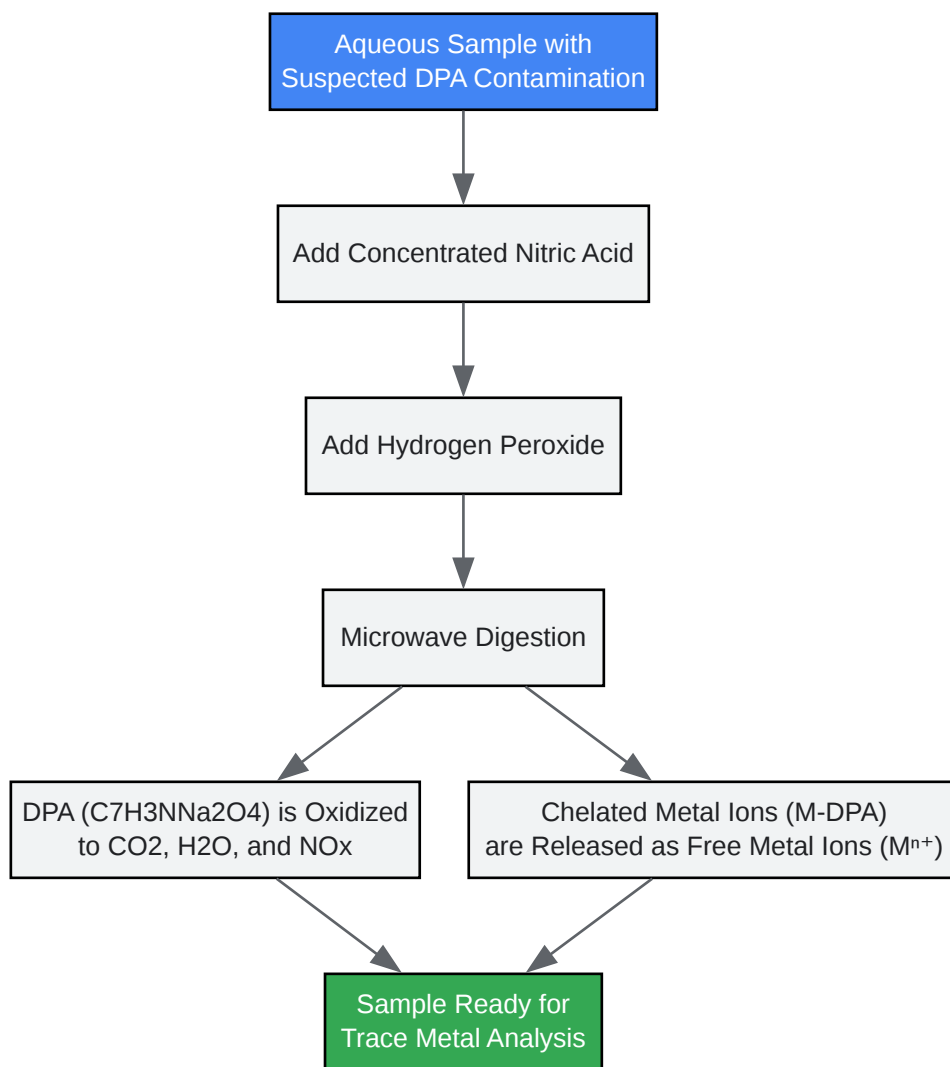 Aqueous Sample with
Suspected DPA Contamination
Add Concentrated Nitric Acid
Add Hydrogen Peroxide
Microwave Digestion
DPA (C7H3NNa2O4) is Oxidized
to CO2, H2O, and NOx
Chelated Metal Ions (M-DPA)
are Released as Free Metal Ions (Mⁿ⁺)
Sample Ready for
Trace Metal Analysis